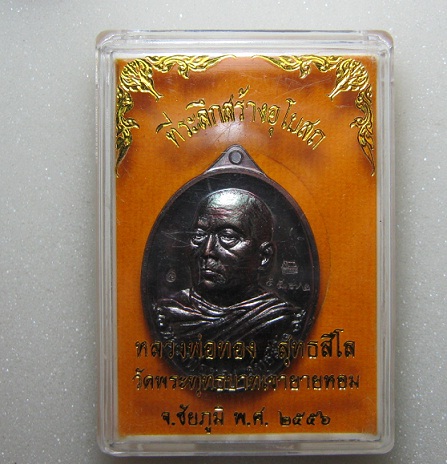 ที่ระลึกสร้างอุโบสถ
หลวงพ่อทอง สุทธสีโล
วัดพระพุทธบาทเขายายหอม
จ.ชัยภูมิ พ.ศ. ๒๕๕๖